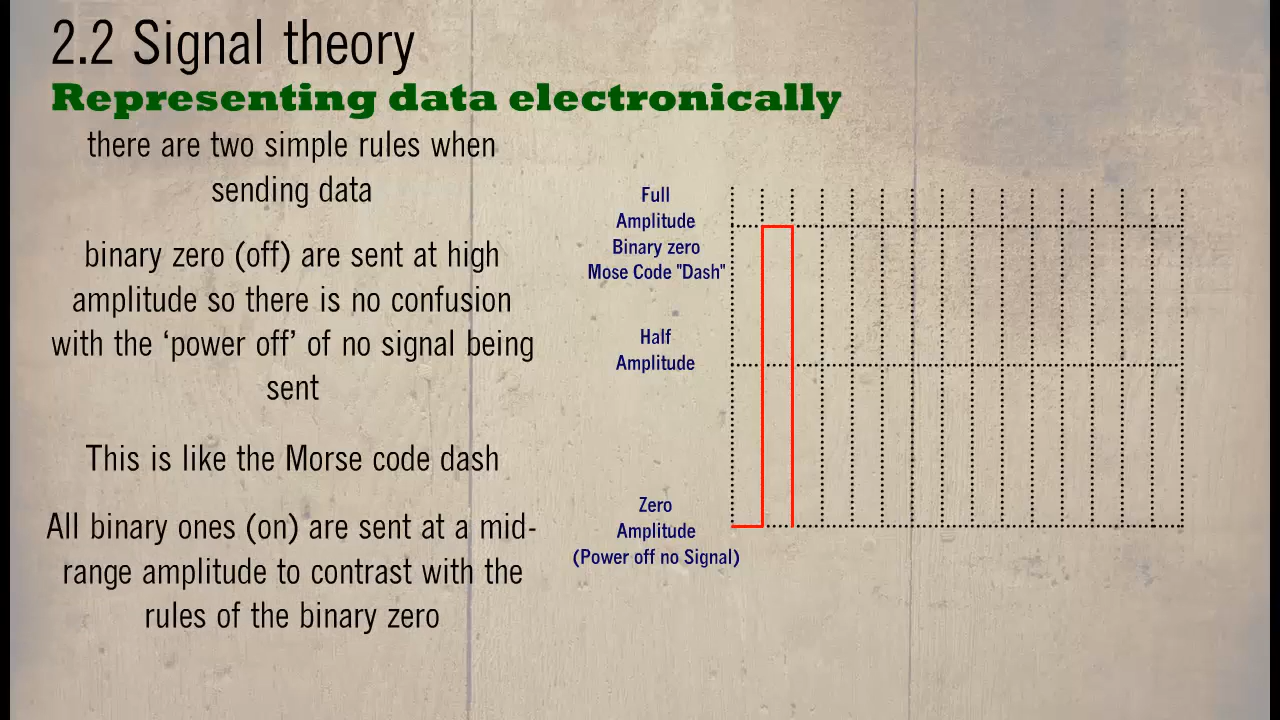 2.2 Signal theory
Representing data electronically
there are two simple rules when
sending data
binary zero (off) are sent at high
amplitude so there is no confusion
with the ‘power off’ of no signal being
sent
This is like the Morse code dash
All binary ones (on) are sent at a mid-
range amplitude to contrast with the
rules of the binary zero
Full
Amplitude
Binary zero
Mose Code "Dash"
Half
Amplitude
Zero
Amplitude
(Power off no Signal)